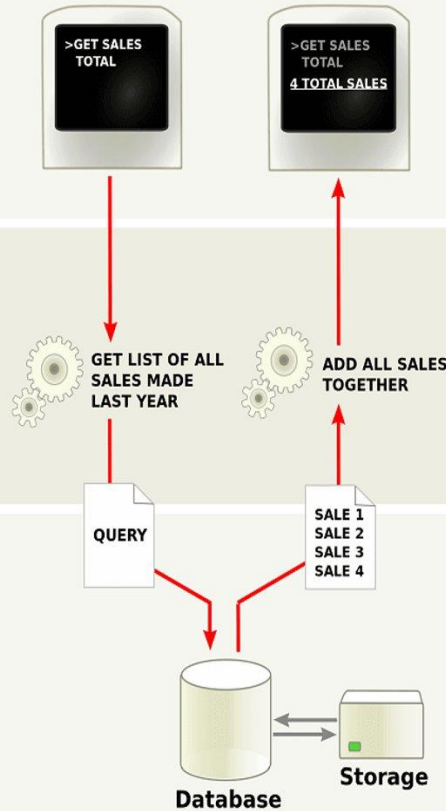 >GET SALES
TOTAL
>GET SALES
TOTAL
4 TOTAL SALES
GET LIST OF ALL
SALES MADE
LAST YEAR
ADD ALL SALES
TOGETHER
QUERY
SALE 1
SALE 2
SALE 3
SALE 4
Database
Storage